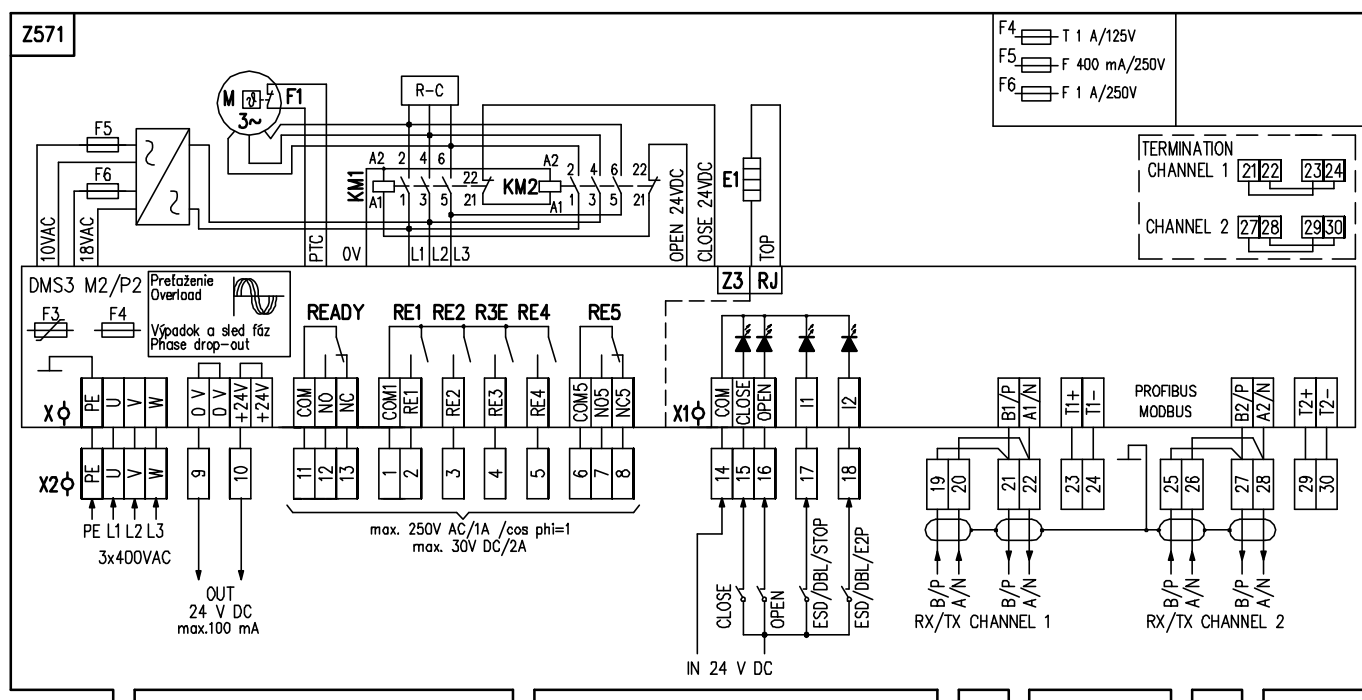 Z571
F4 T 1 A/125V
F5 F 400 mA/250V
F6 F 1 A/250V
M F1
3~
R-C
F5
F6
10VAC
18VAC
PTC
0V
L1 L2 L3
KM1
A2 2 4 6
22
A1 1 3 5
21
KM2
A2
A1
2 4 6 22
1 3 5 21
OPEN 24VDC
CLOSE 24VDC
E1
TOP
TERMINATION
CHANNEL 1 21 22 23 24
CHANNEL 2 27 28 29 30
DMS3 M2/P2
F3 F4
Preťaženie
Overload
Výpadok a sled fáz
Phase drop-out
READY
RE1 RE2 R3E RE4
RE5
Z3 RJ
X
PE U V W
0 V
0 V
+24V
+24V
COM NO NC
COM1 RE1
RE2
RE3
RE4
COM5 NO5 NC5
X1
COM CLOSE OPEN
I1
I2
B1/P A1/N
T1+ T1-
PROFIBUS
MODBUS
B2/P A2/N
T2+ T2-
X2
PE U V W
9 10
11 12 13
1 2 3 4 5
6 7 8
14 15 16 17 18
19 20 21 22
23 24
25 26 27 28
29 30
PE L1 L2 L3
3x400VAC
OUT
24 V DC
max.100 mA
max. 250V AC/1A /cos phi=1
max. 30V DC/2A
CLOSE
OPEN
ESD/DBL/STOP
ESD/DBL/E2P
IN 24 V DC
B/P A/N B/P A/N
RX/TX CHANNEL 1
B/P A/N B/P A/N
RX/TX CHANNEL 2